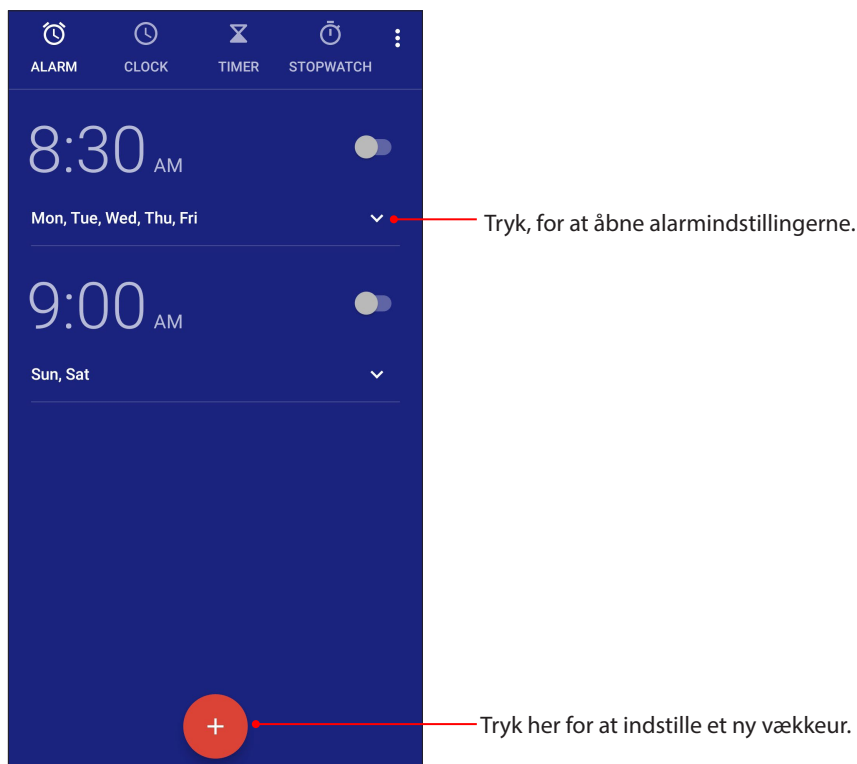 ALARM CLOCK TIMER STOPWATCH
8:30 AM
Mon, Tue, Wed, Thu, Fri
Tryk, for at åbne alarmindstillingerne.
9:00 AM
Sun, Sat
Tryk her for at indstille et ny vækkeur.